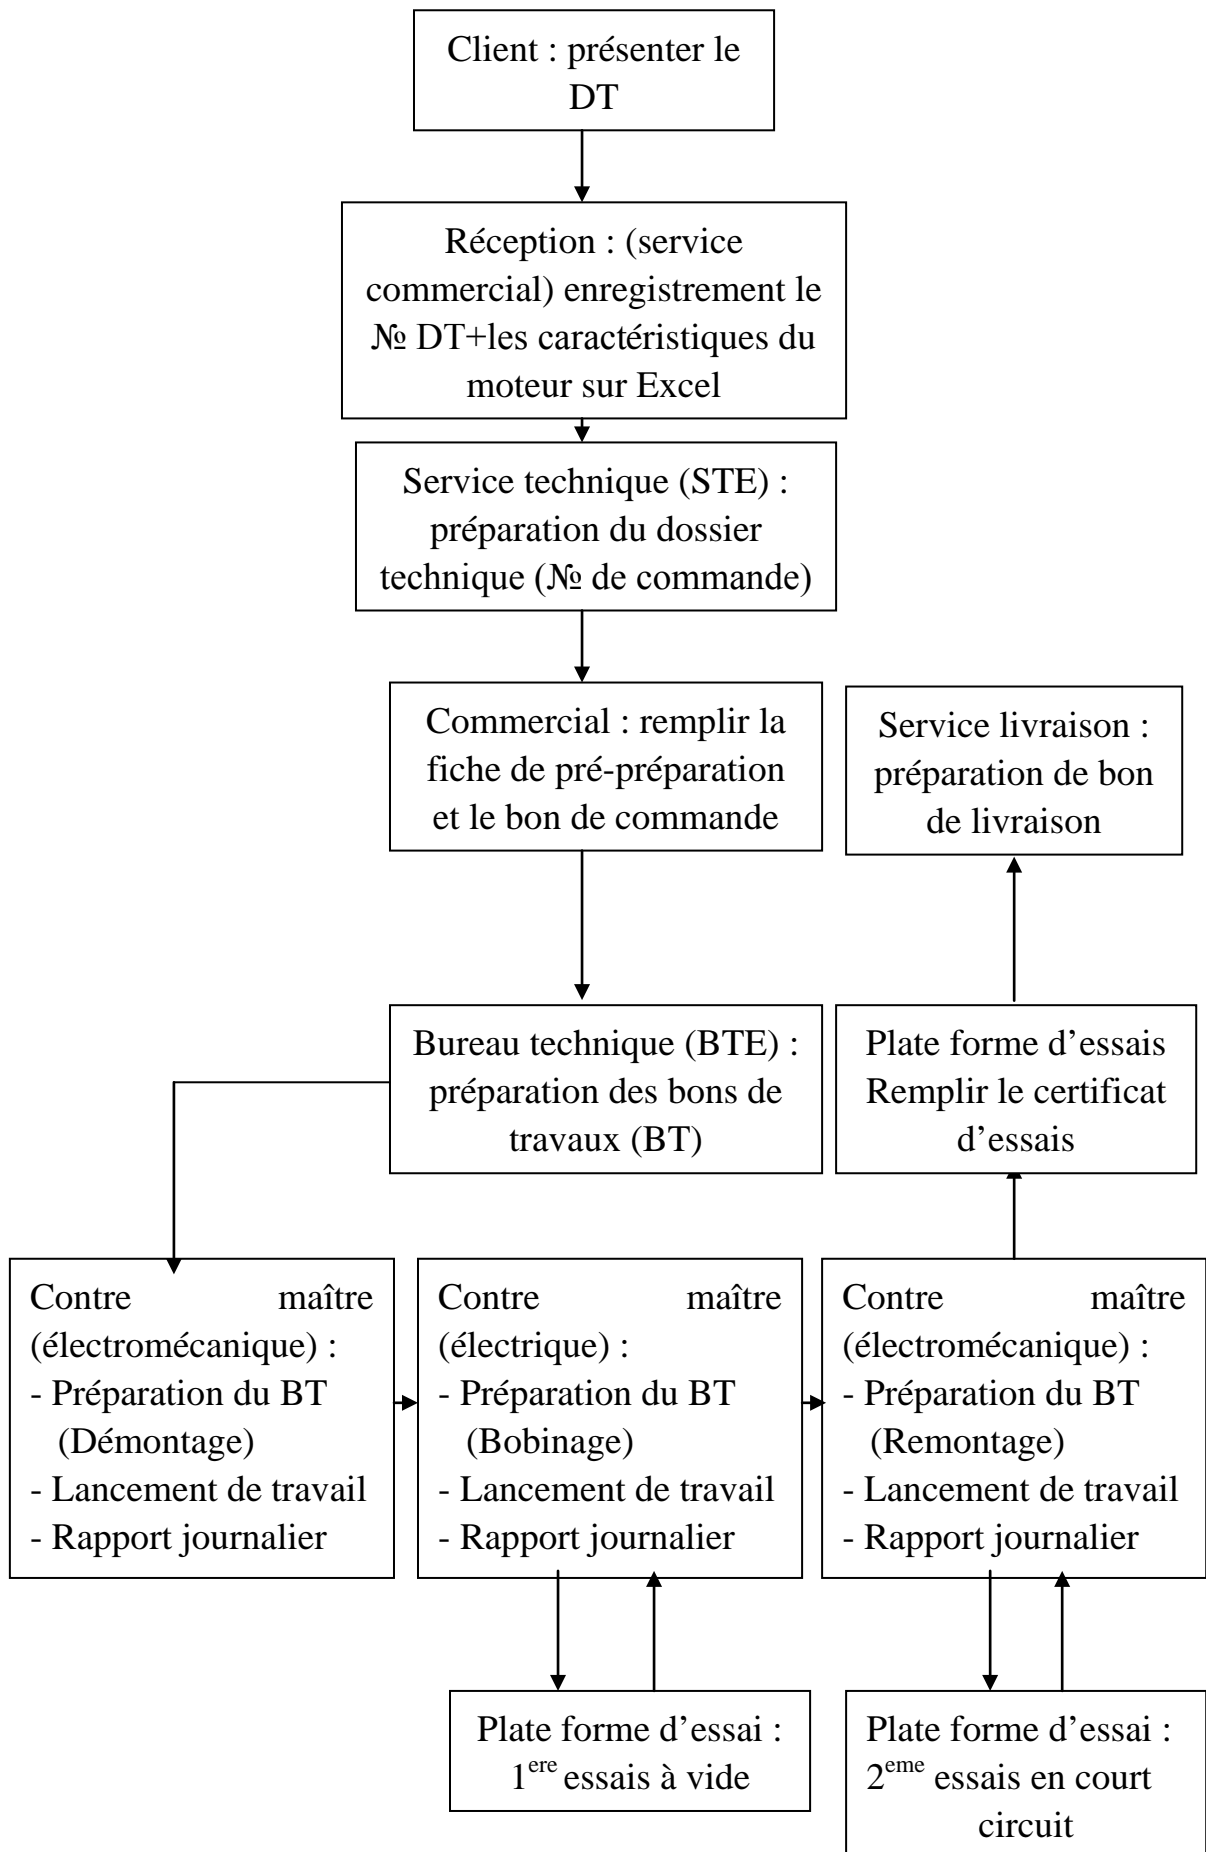 Client : présenter le
DT
Réception : (service
commercial) enregistrement le
№ DT+les caractéristiques du
moteur sur Excel
Service technique (STE) :
préparation du dossier
technique (№ de commande)
Commercial : remplir la
fiche de pré-préparation
et le bon de commande
Service livraison :
préparation de bon
de livraison
Bureau technique (BTE) :
préparation des bons de
travaux (BT)
Plate forme d’essais
Remplir le certificat
d’essais
Contre maître
(électromécanique) :
- Préparation du BT
(Démontage)
- Lancement de travail
- Rapport journalier
Contre maître
(électrique) :
- Préparation du BT
(Bobinage)
- Lancement de travail
- Rapport journalier
Contre maître
(électromécanique) :
- Préparation du BT
(Remontage)
- Lancement de travail
- Rapport journalier
Plate forme d’essai :
1ere essais à vide
Plate forme d’essai :
2eme essais en court
circuit